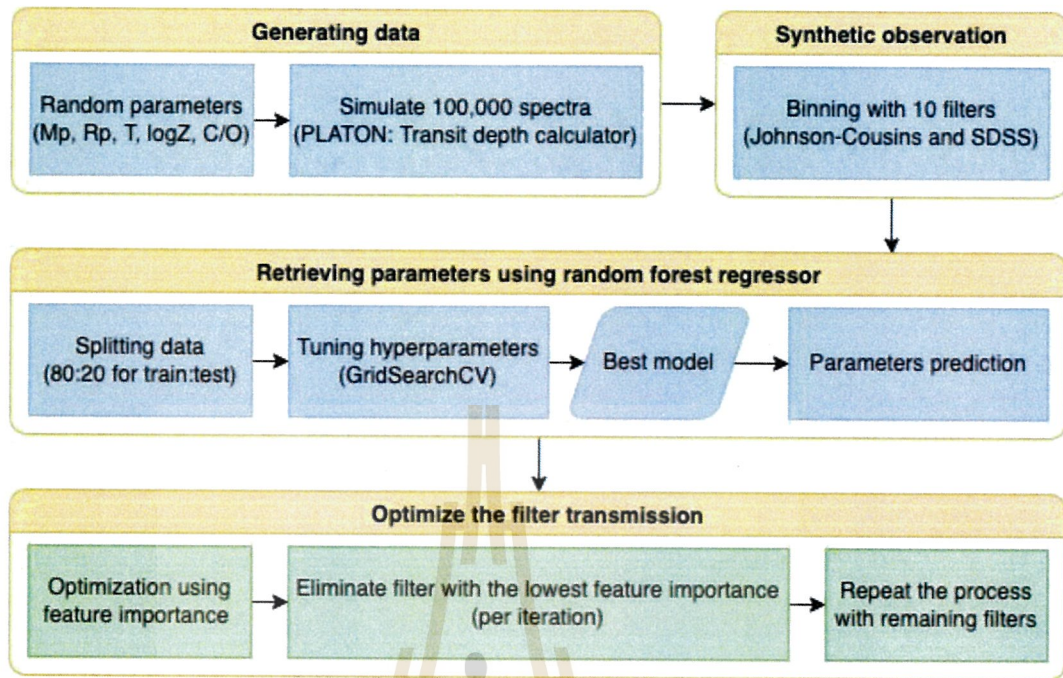 Generating data
Random parameters
(Mp, Rp, T, logZ, C/O)
Simulate 100,000 spectra
(PLATON: Transit depth calculator)
Synthetic observation
Binning with 10 filters
(Johnson-Cousins and SDSS)
Retrieving parameters using random forest regressor
Splitting data
(80:20 for train:test)
Tuning hyperparameters
(GridSearchCV)
Best model
Parameters prediction
Optimize the filter transmission
Optimization using
feature importance
Eliminate filter with the lowest feature importance
(per iteration)
Repeat the process
with remaining filters